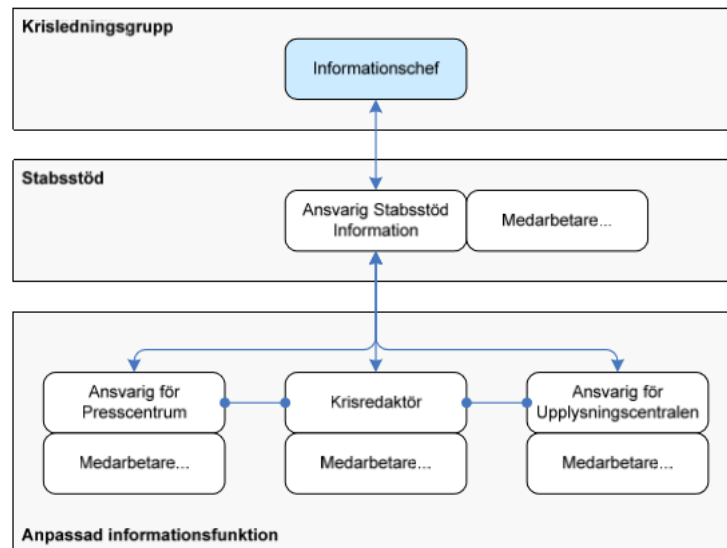 Krisledningsgrupp
Informationschef
Stabsstöd
Ansvarig Stabsstöd
Information
Medarbetare...
Ansvarig för
Presscentrum
Krisredaktör
Ansvarig för
Upplysningscentralen
Medarbetare...
Medarbetare...
Medarbetare...
Anpassad informationsfunktion